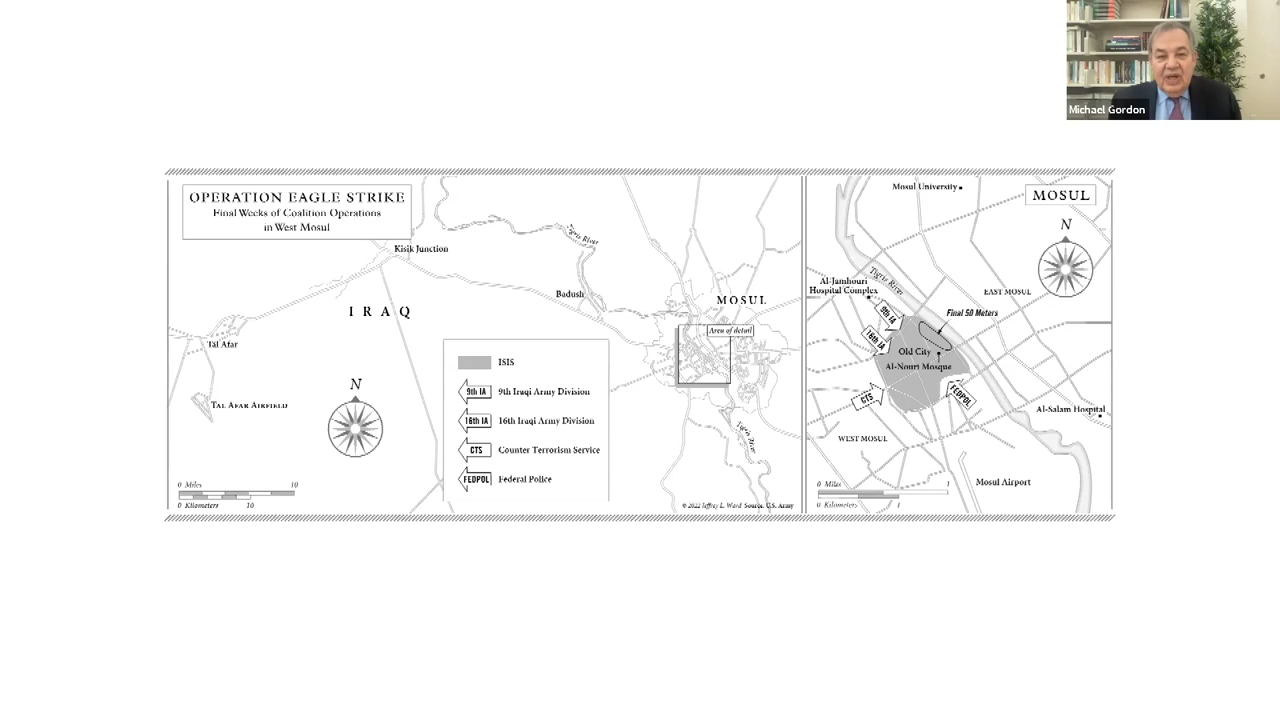 Michael Gordon
OPERATION EAGLE STRIKE
Final Weeks of Coalition Operations
in West Mosul
Kisik Junction
Tigris River
IRAQ
Badush
MOSUL
Area of detail
Tal Afar
N
TAL AFAR AIRFIELD
ISIS
9th IA 9th Iraqi Army Division
16th IA 16th Iraqi Army Division
CTS Counter Terrorism Service
FEDPOL Federal Police
Tigris River
0 Miles 10
0 Kilometers 10
© 2022 Jeffrey L. Ward Source: U.S. Army
Mosul University
MOSUL
N
Tigris River
Al-Jamhouri
Hospital Complex
EAST MOSUL
9th IA
Final 50 Meters
16th IA
Old City
Al-Nouri Mosque
CTS
FEDPOL
Al-Salam Hospital
WEST MOSUL
Mosul Airport
0 Miles 1
0 Kilometers 1